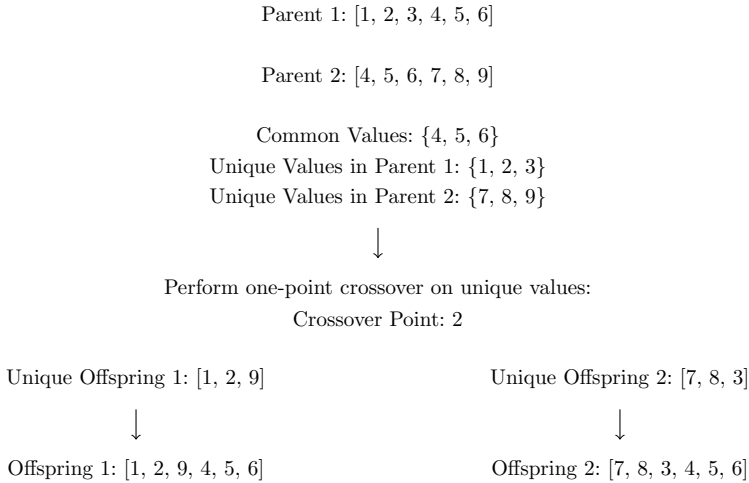 Parent 1: [1, 2, 3, 4, 5, 6]
Parent 2: [4, 5, 6, 7, 8, 9]
Common Values: {4, 5, 6}
Unique Values in Parent 1: {1, 2, 3}
Unique Values in Parent 2: {7, 8, 9}
Perform one-point crossover on unique values:
Crossover Point: 2
Unique Offspring 1: [1, 2, 9]
Unique Offspring 2: [7, 8, 3]
Offspring 1: [1, 2, 9, 4, 5, 6]
Offspring 2: [7, 8, 3, 4, 5, 6]